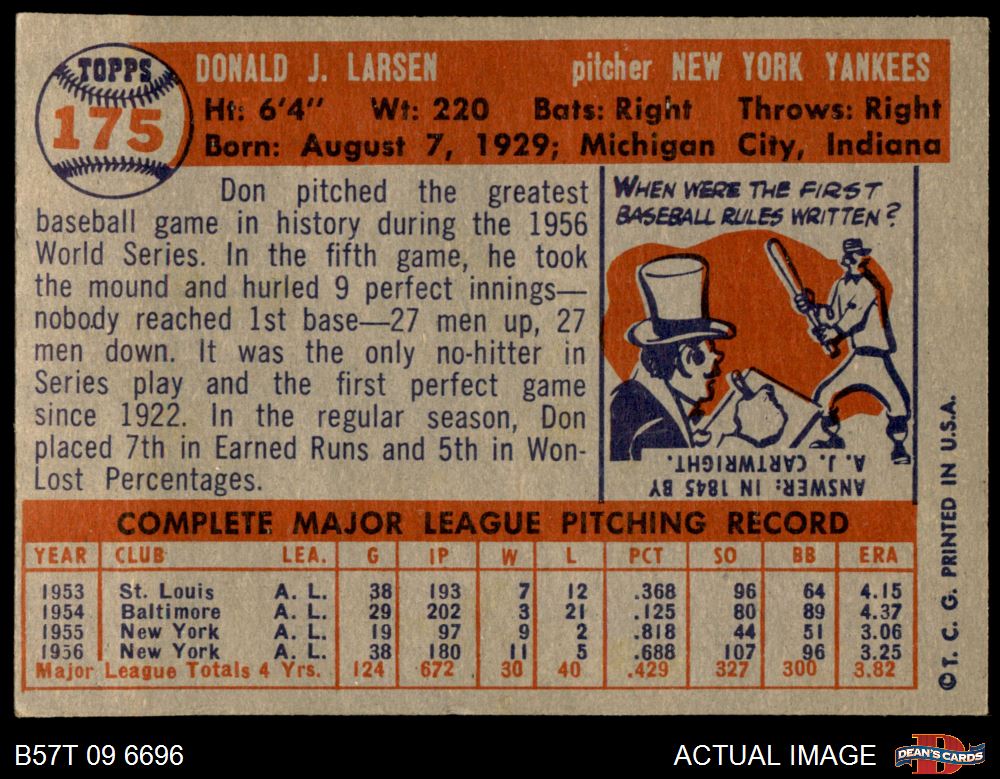 TOPPS
175
DONALD J. LARSEN pitcher NEW YORK YANKEES
Ht: 6'4" Wt: 220 Bats: Right Throws: Right
Born: August 7, 1929; Michigan City, Indiana
Don pitched the greatest
baseball game in history during the 1956
World Series. In the fifth game, he took
the mound and hurled 9 perfect innings—
nobody reached 1st base—27 men up, 27
men down. It was the only no-hitter in
Series play and the first perfect game
since 1922. In the regular season, Don
placed 7th in Earned Runs and 5th in Won-
Lost Percentages.
WHEN WERE THE FIRST
BASEBALL RULES WRITTEN?
ANSWER: IN 1845 BY
A. J. CARTWRIGHT.
COMPLETE MAJOR LEAGUE PITCHING RECORD
YEAR CLUB LEA. G IP W L PCT SO BB ERA
1953 St. Louis A. L. 38 193 7 12 .368 96 64 4.15
1954 Baltimore A. L. 29 202 3 21 .125 80 89 4.37
1955 New York A. L. 19 97 9 2 .818 44 51 3.06
1956 New York A. L. 38 180 11 5 .688 107 96 3.25
Major League Totals 4 Yrs. 124 672 30 40 .429 327 300 3.82
©T. C. G. PRINTED IN U.S.A.
B57T 09 6696 ACTUAL IMAGE
DEAN'S CARDS